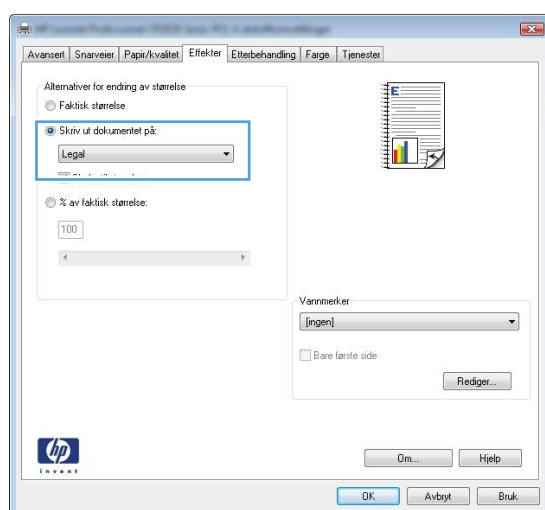 Avansert Snarveier Papir/kvalitet Effekter Etterbehandling Farge Tjenester
Alternativer for endring av størrelse
Faktisk størrelse
Skriv ut dokumentet på:
Legal
% av faktisk størrelse:
100
E
Vannmerker
[ingen]
Bare første side
Rediger...
hp
invent
Om... Hjelp
OK Avbryt Bruk